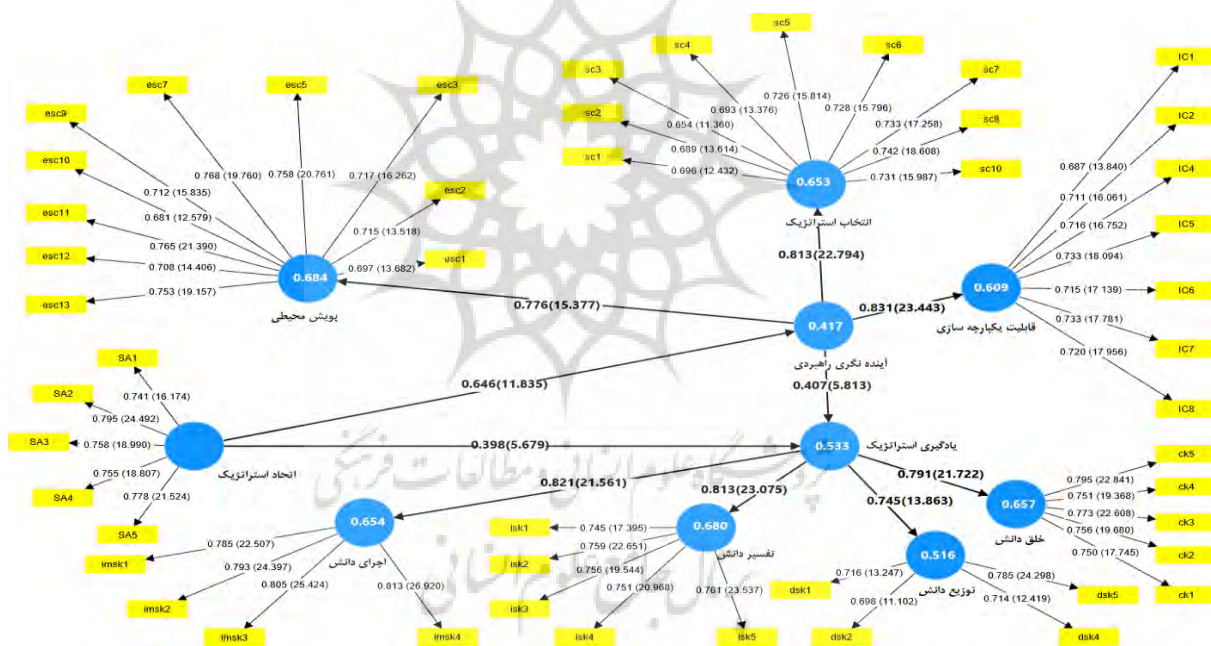 sc5
sc4
sc6
sc3
sc7
sc2
sc8
sc1
sc10
0.726 (15.814)
0.693 (13.376)
0.728 (15.796)
0.654 (11.360)
0.733 (17.258)
0.689 (13.614)
0.742 (18.608)
0.696 (12.432)
0.731 (15.987)
0.653
انتخاب استراتژیک
esc7
esc5
esc3
esc9
esc10
esc2
esc11
esc12
esc1
esc13
0.768 (19.760)
0.758 (20.761)
0.717 (16.262)
0.712 (15.835)
0.681 (12.579)
0.715 (13.518)
0.765 (21.390)
0.708 (14.406)
0.697 (13.682)
0.753 (19.157)
0.684
پویش محیطی
IC1
IC2
IC4
IC5
IC6
IC7
IC8
0.687 (13.840)
0.711 (16.061)
0.716 (16.752)
0.733 (18.094)
0.715 (17.139)
0.733 (17.781)
0.720 (17.956)
0.609
قابلیت یکپارچه سازی
0.813 (22.794)
0.776 (15.377)
0.831 (23.443)
0.417
آینده نگری راهبردی
0.646 (11.835)
0.407 (5.813)
SA1
SA2
SA3
SA4
SA5
0.741 (16.174)
0.795 (24.492)
0.758 (18.990)
0.755 (18.807)
0.778 (21.524)
اتحاد استراتژیک
0.398 (5.679)
0.533
یادگیری استراتژیک
0.821 (21.561)
0.813 (23.075)
0.745 (13.863)
0.791 (21.722)
0.654
اجرای دانش
imsk1
imsk2
imsk3
imsk4
0.785 (22.507)
0.793 (24.397)
0.805 (25.424)
0.813 (26.920)
0.680
تفسیر دانش
isk1
isk2
isk3
isk4
isk5
0.745 (17.395)
0.759 (22.651)
0.756 (19.544)
0.751 (20.968)
0.761 (23.537)
0.516
توزیع دانش
dsk1
dsk2
dsk4
dsk5
0.716 (13.247)
0.698 (11.102)
0.714 (12.419)
0.785 (24.298)
0.657
خلق دانش
ck5
ck4
ck3
ck2
ck1
0.795 (22.841)
0.751 (19.368)
0.773 (22.608)
0.756 (19.680)
0.750 (17.745)
پژوهشگاه علوم انسانی و مطالعات فرهنگی
پرتال جامع علوم انسانی